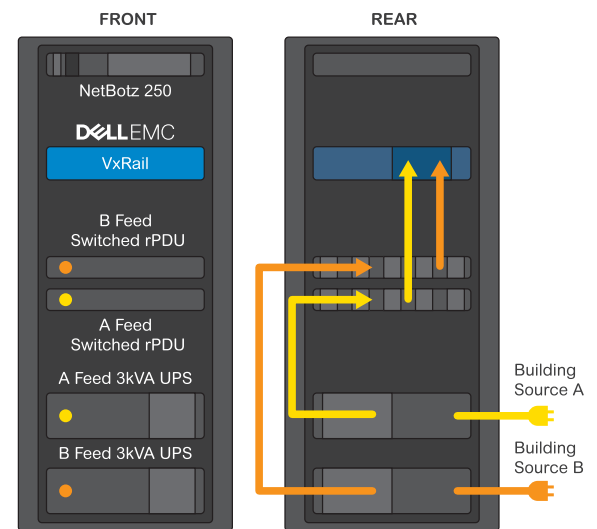 FRONT
REAR
NetBotz 250
DELLEMC
VxRail
B Feed
Switched rPDU
A Feed
Switched rPDU
A Feed 3kVA UPS
B Feed 3kVA UPS
Building
Source A
Building
Source B